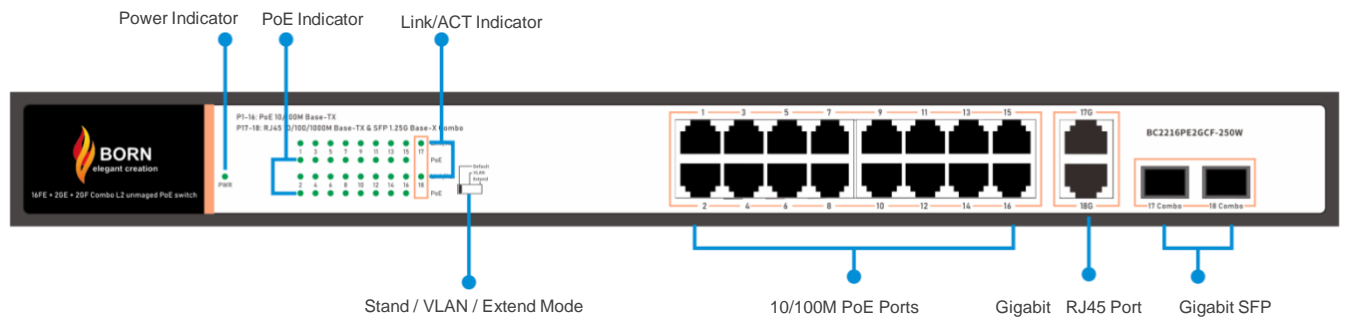 Power Indicator PoE Indicator Link/ACT Indicator
P1-16: PoE 10/100M Base-TX
P17-18: RJ45 10/100/1000M Base-TX & SFP 1.25G Base-X Combo
BORN
elegant creation
16FE + 2GE + 2GF Combo L2 unmaged PoE switch
PWR
1 3 5 7 9 11 13 15 17
PoE
2 4 6 8 10 12 14 16 18
PoE
Default
VLAN
Extend
1 3 5 7 9 11 13 15
2 4 6 8 10 12 14 16
17G
18G
BC2216PE2GCF-250W
17 Combo 18 Combo
Stand / VLAN / Extend Mode 10/100M PoE Ports Gigabit RJ45 Port Gigabit SFP